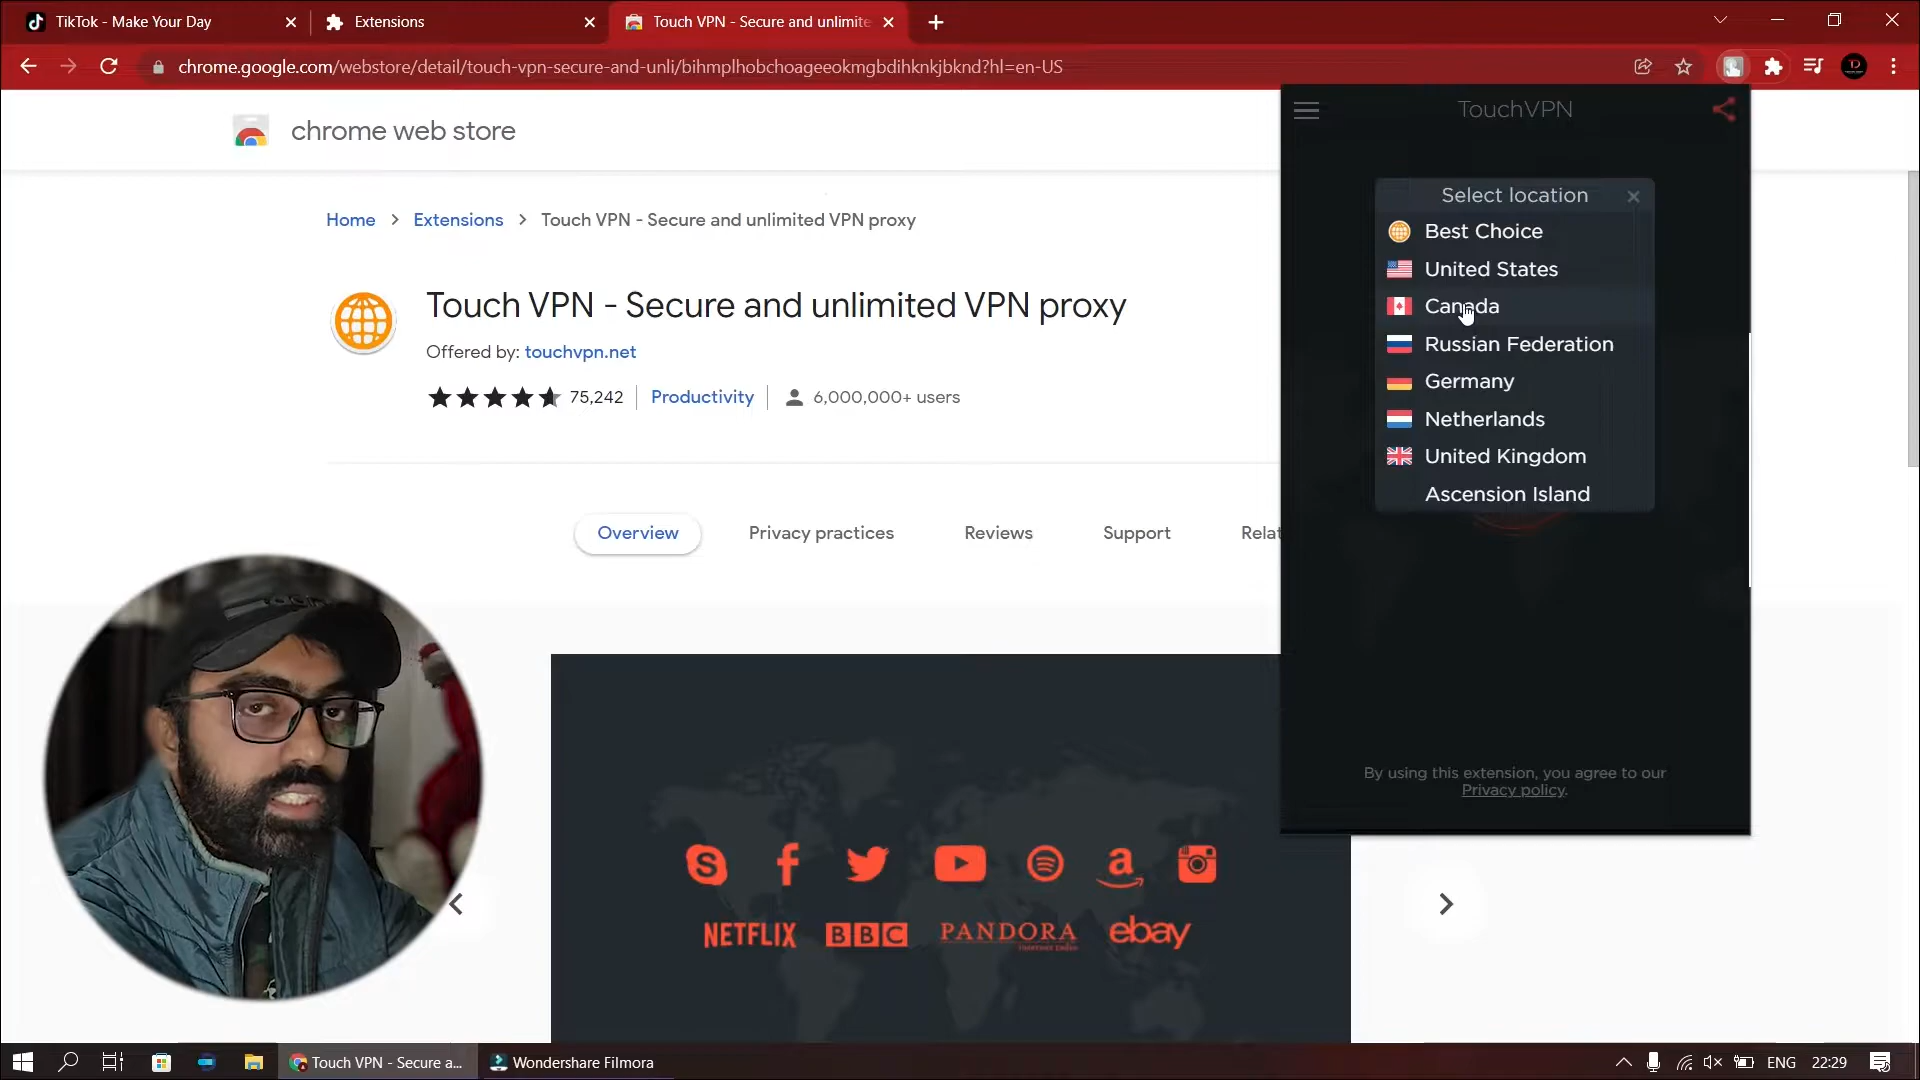 TikTok - Make Your Day
Extensions
Touch VPN - Secure and unlimite
chrome.google.com/webstore/detail/touch-vpn-secure-and-unli/bihmplhobchoageeokmgbdihknkjbknd?hl=en-US
chrome web store
TouchVPN
Select location
Best Choice
United States
Canada
Russian Federation
Germany
Netherlands
United Kingdom
Ascension Island
By using this extension, you agree to our
Privacy policy.
Home > Extensions > Touch VPN - Secure and unlimited VPN proxy
Touch VPN - Secure and unlimited VPN proxy
Offered by: touchvpn.net
75,242 Productivity 6,000,000+ users
Overview Privacy practices Reviews Support Relat
NETFLIX BBC PANDORA ebay
internet radio
Touch VPN - Secure a... Wondershare Filmora ENG 22:29